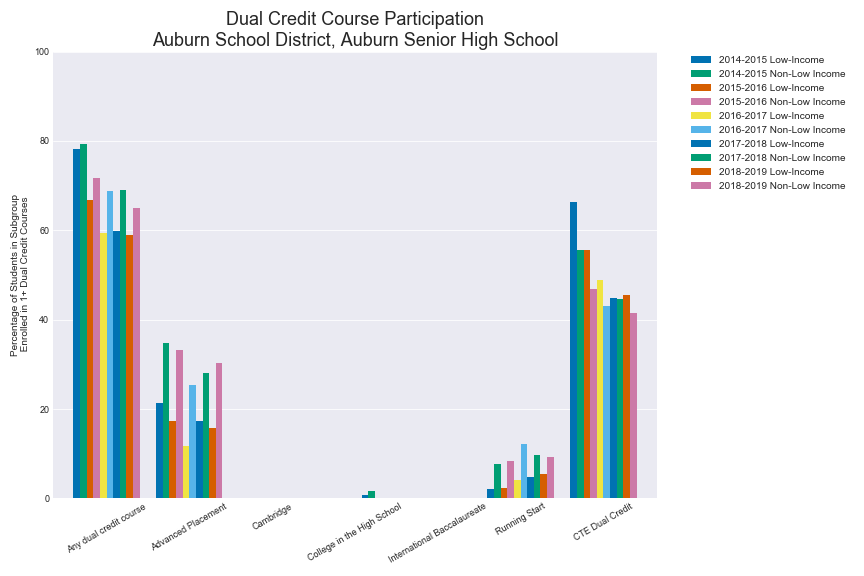 Dual Credit Course Participation
Auburn School District, Auburn Senior High School
100
80
60
40
20
0
Percentage of Students in Subgroup
Enrolled in 1+ Dual Credit Courses
Any dual credit course
Advanced Placement
Cambridge
College in the High School
International Baccalaureate
Running Start
CTE Dual Credit
2014-2015 Low-Income
2014-2015 Non-Low Income
2015-2016 Low-Income
2015-2016 Non-Low Income
2016-2017 Low-Income
2016-2017 Non-Low Income
2017-2018 Low-Income
2017-2018 Non-Low Income
2018-2019 Low-Income
2018-2019 Non-Low Income